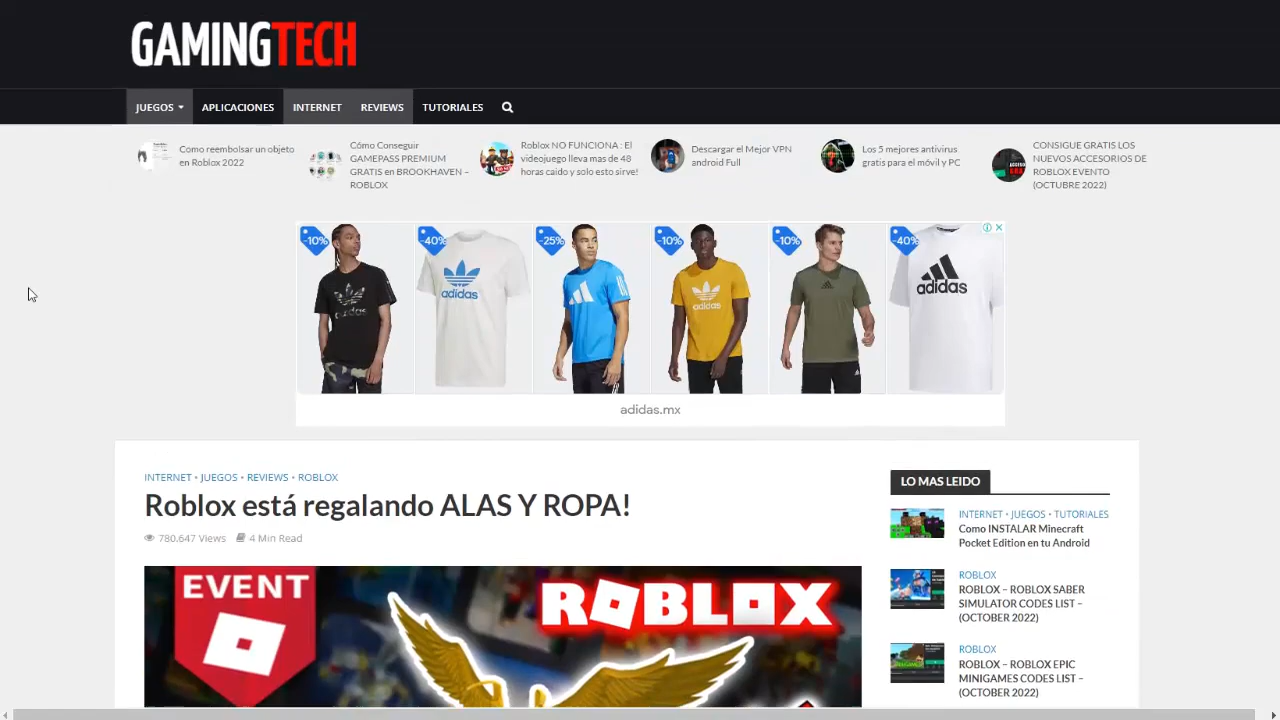 GAMINGTECH
JUEGOS APLICACIONES INTERNET REVIEWS TUTORIALES
Como reembolsar un objeto
en Roblox 2022
Cómo Conseguir
GAMEPASS PREMIUM
GRATIS en BROOKHAVEN –
ROBLOX
Roblox NO FUNCIONA : El
videojuego lleva mas de 48
horas caido y solo esto sirve!
Descargar el Mejor VPN
android Full
Los 5 mejores antivirus
gratis para el móvil y PC
CONSIGUE GRATIS LOS
NUEVOS ACCESORIOS DE
ROBLOX EVENTO
(OCTUBRE 2022)
-10% -40% -25% -10% -10% -40%
adidas
adidas
adidas
adidas
adidas.mx
INTERNET • JUEGOS • REVIEWS • ROBLOX
Roblox está regalando ALAS Y ROPA!
780.647 Views 4 Min Read
EVENT
ROBLOX
LO MAS LEIDO
INTERNET • JUEGOS • TUTORIALES
Como INSTALAR Minecraft
Pocket Edition en tu Android
ROBLOX
ROBLOX – ROBLOX SABER
SIMULATOR CODES LIST –
(OCTOBER 2022)
ROBLOX
ROBLOX – ROBLOX EPIC
MINIGAMES CODES LIST –
(OCTOBER 2022)